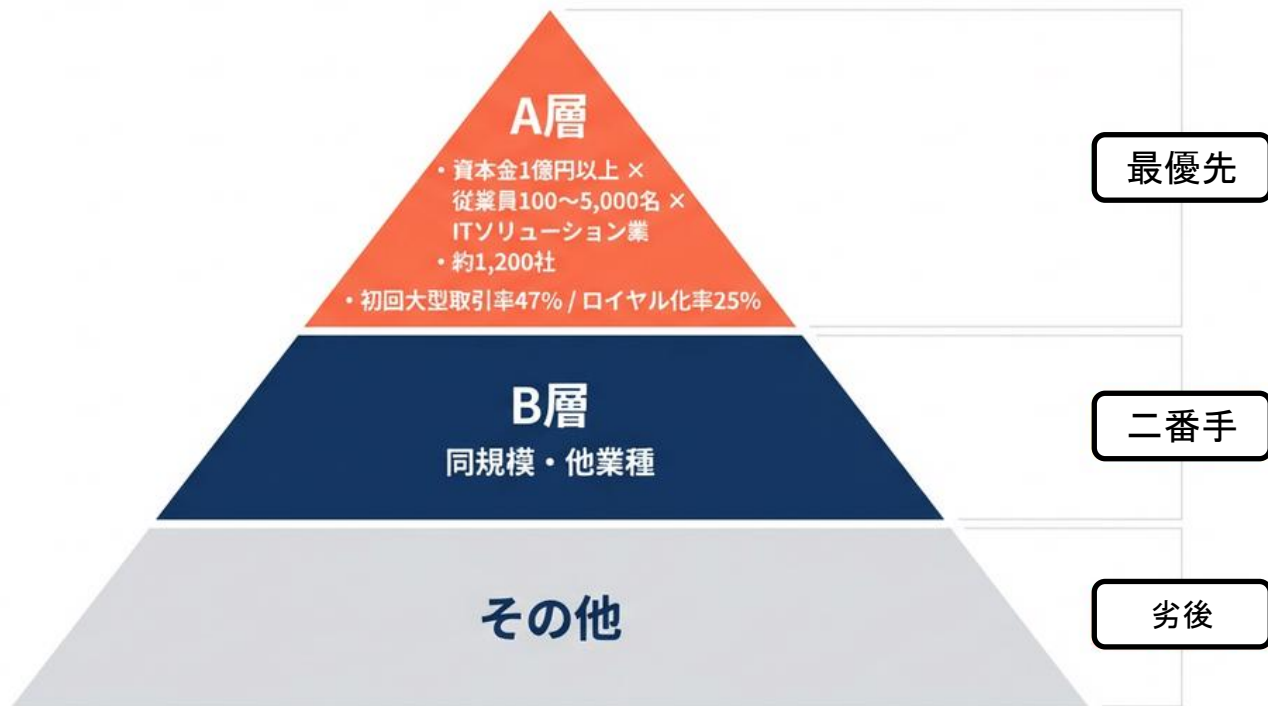 A層
・資本金1億円以上 ×
従業員100〜5,000名 ×
ITソリューション業
・約1,200社
・初回大型取引率47% / ロイヤル化率25%
最優先
B層
同規模・他業種
二番手
その他
劣後